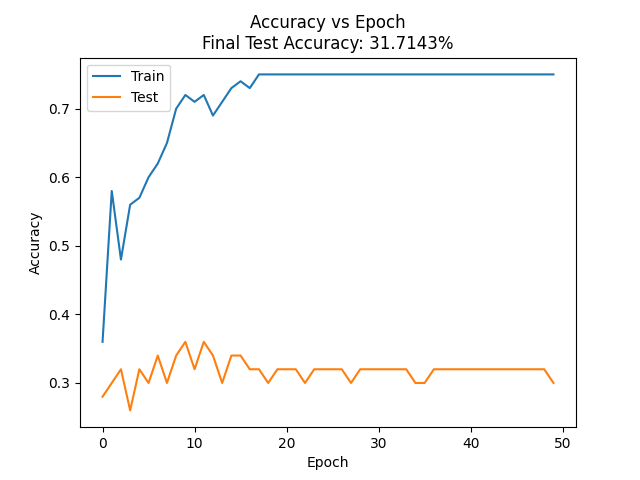 Accuracy vs Epoch
Final Test Accuracy: 31.7143%
Train
Test
Accuracy
0.7
0.6
0.5
0.4
0.3
0 10 20 30 40 50
Epoch